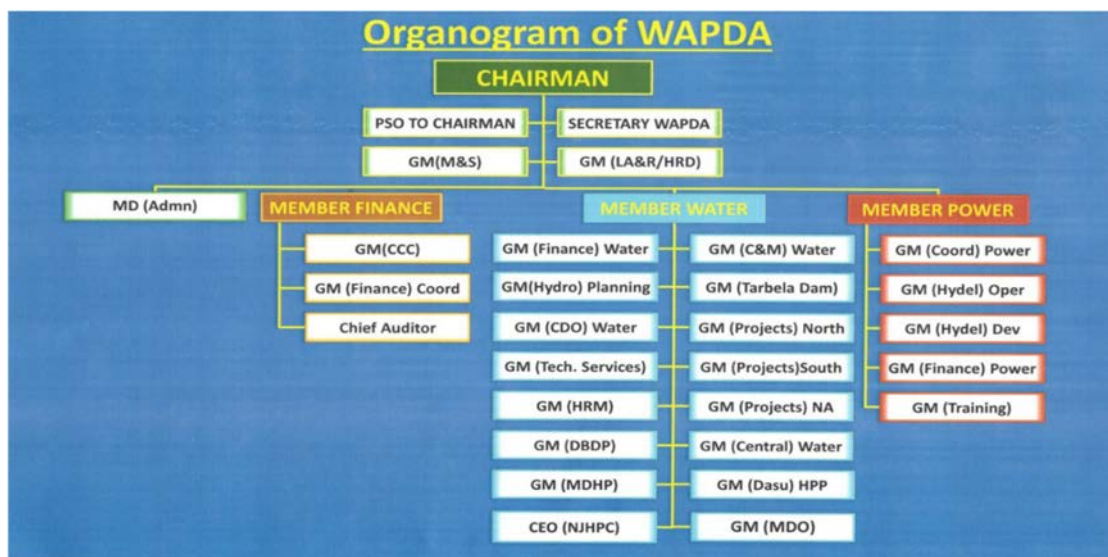 Organogram of WAPDA
CHAIRMAN
PSO TO CHAIRMAN
SECRETARY WAPDA
GM(M&S)
GM (LA&R/HRD)
MD (Admn)
MEMBER FINANCE
MEMBER WATER
MEMBER POWER
GM(CCC)
GM (Finance) Coord
Chief Auditor
GM (Finance) Water
GM (C&M) Water
GM(Hydro) Planning
GM (Tarbela Dam)
GM (CDO) Water
GM (Projects) North
GM (Tech. Services)
GM (Projects)South
GM (HRM)
GM (Projects) NA
GM (DBDP)
GM (Central) Water
GM (MDHP)
GM (Dasu) HPP
CEO (NJHPC)
GM (MDO)
GM (Coord) Power
GM (Hydel) Oper
GM (Hydel) Dev
GM (Finance) Power
GM (Training)